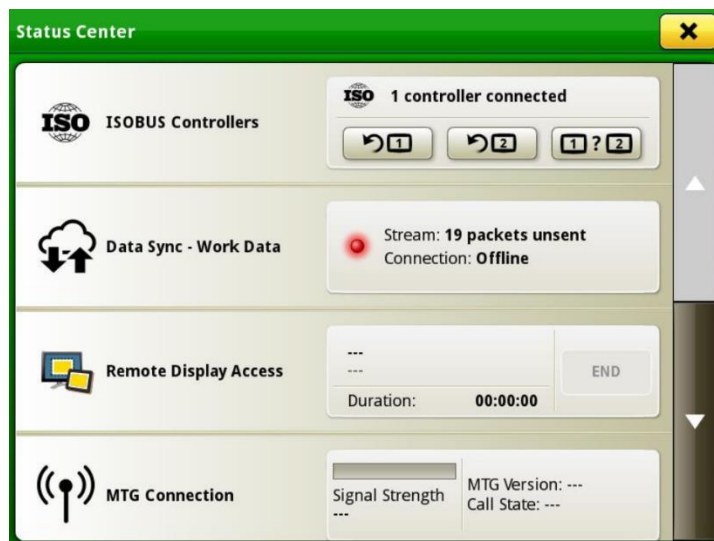 Status Center
ISO
ISOBUS Controllers
ISO 1 controller connected
1
2
1 ? 2
Data Sync - Work Data
Stream: 19 packets unsent
Connection: Offline
Remote Display Access
---
---
END
Duration: 00:00:00
MTG Connection
Signal Strength
---
MTG Version: ---
Call State: ---